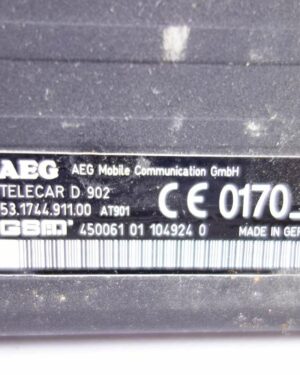 AEG AEG Mobile Communication GmbH
TELECAR D 902
53.1744.911.00 AT901 CE 0170
GSM 450061 01 104924 0 MADE IN GER